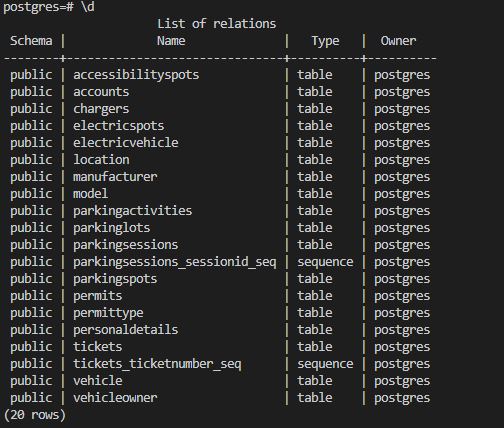 postgres=# \d
                       List of relations
 Schema |             Name             |   Type   |  Owner
--------+------------------------------+----------+----------
 public | accessibilityspots           | table    | postgres
 public | accounts                     | table    | postgres
 public | chargers                     | table    | postgres
 public | electricspots                | table    | postgres
 public | electricvehicle              | table    | postgres
 public | location                     | table    | postgres
 public | manufacturer                 | table    | postgres
 public | model                        | table    | postgres
 public | parkingactivities            | table    | postgres
 public | parkinglots                  | table    | postgres
 public | parkingsessions              | table    | postgres
 public | parkingsessions_sessionid_seq | sequence | postgres
 public | parkingspots                 | table    | postgres
 public | permits                      | table    | postgres
 public | permittype                   | table    | postgres
 public | personaldetails              | table    | postgres
 public | tickets                      | table    | postgres
 public | tickets_ticketnumber_seq     | sequence | postgres
 public | vehicle                      | table    | postgres
 public | vehicleowner                 | table    | postgres
(20 rows)